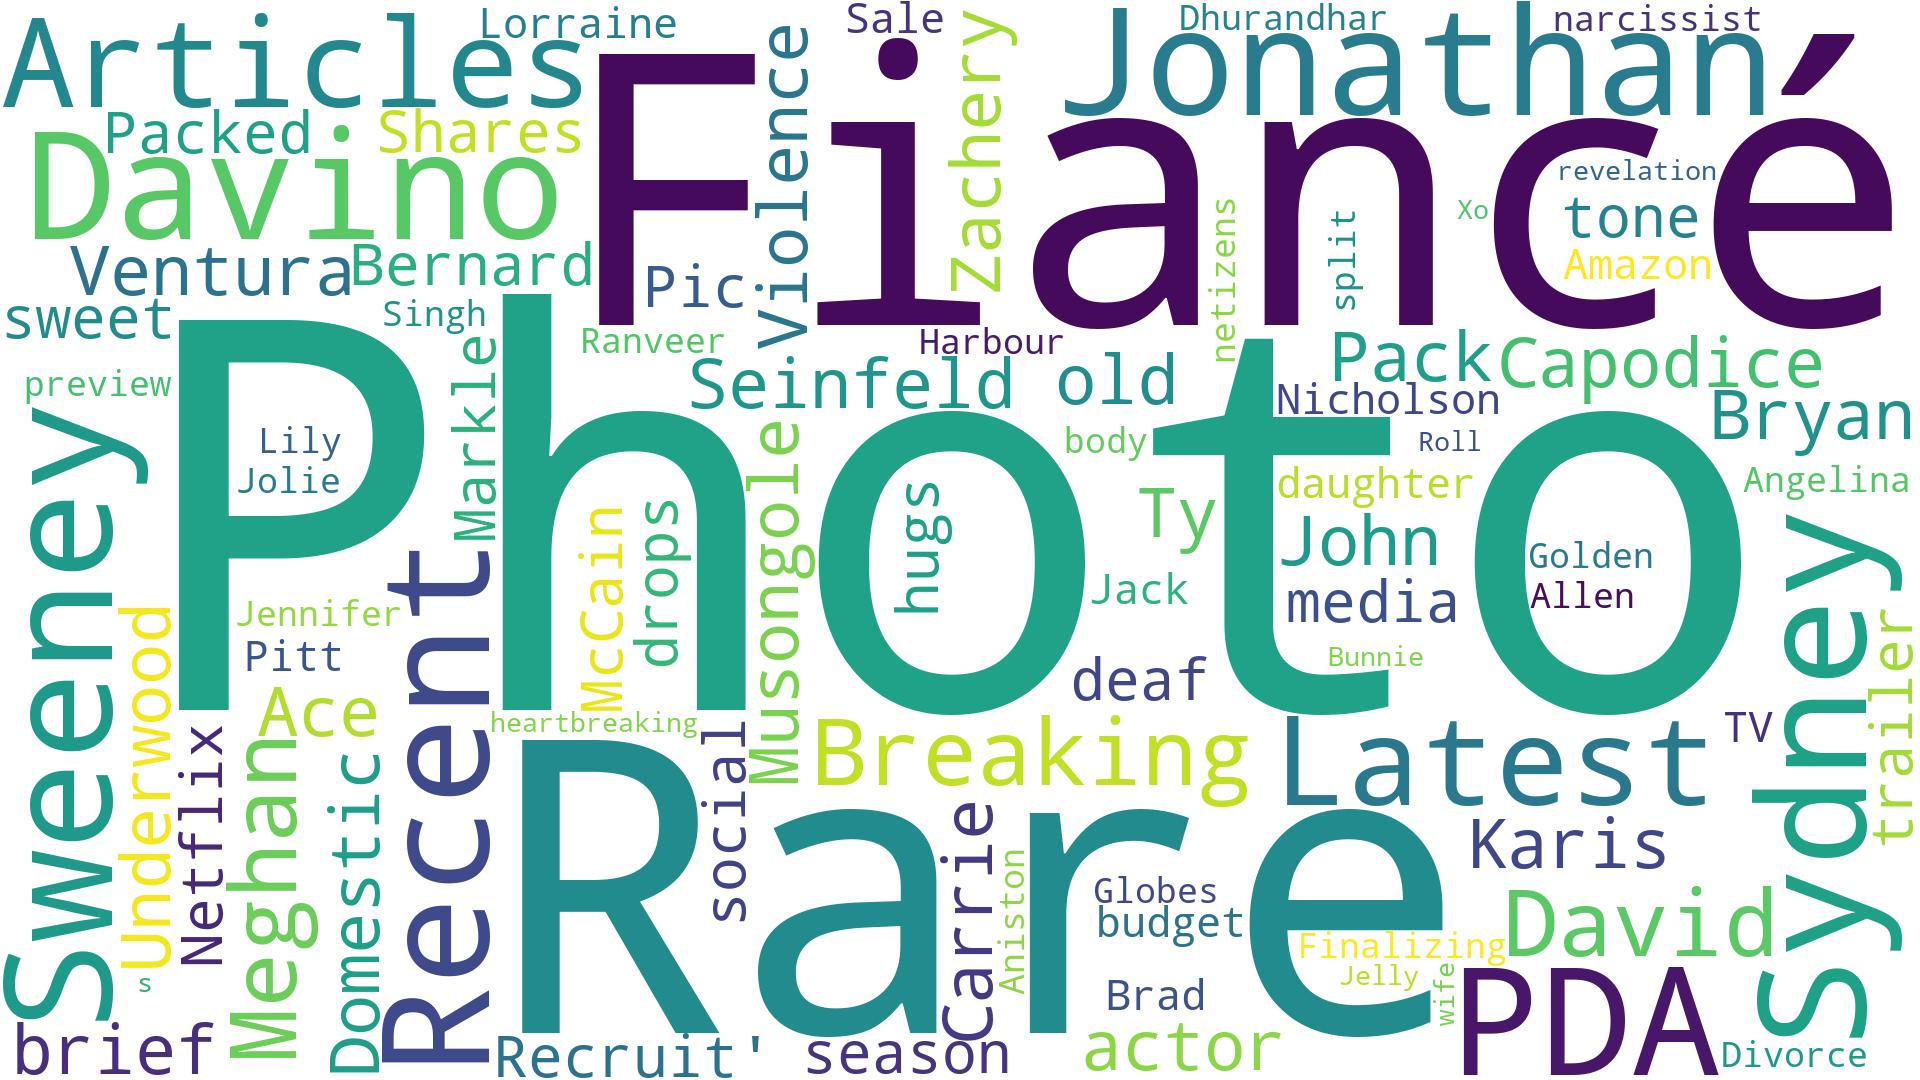 Articles
Lorraine
Sale
Dhurandhar
narcissist
Fiancé
Jonathan
Packed
Shares
Davino
Violence
Zachery
revelation
Xo
tone
netizens
split
Ventura
Bernard
Pic
Amazon
sweet
Singh
Ranveer
Harbour
Photo
Seinfeld
old
Pack
Capodice
preview
Markle
Nicholson
Bryan
Lily
body
Roll
Jolie
daughter
Angelina
Sweeney
Musongole
hugs
McCain
drops
Ty
John
Golden
Jack
media
Allen
Sydney
Jennifer
Underwood
Pitt
Bunnie
deaf
trailer
Recent
Ace
heartbreaking
Breaking
Latest
TV
Netflix
Meghan
Domestic
social
Rare
Carrie
Aniston
Karis
Globes
budget
David
Finalizing
Jelly
wife
s
Brad
PDA
brief
Recruit'
season
actor
Divorce